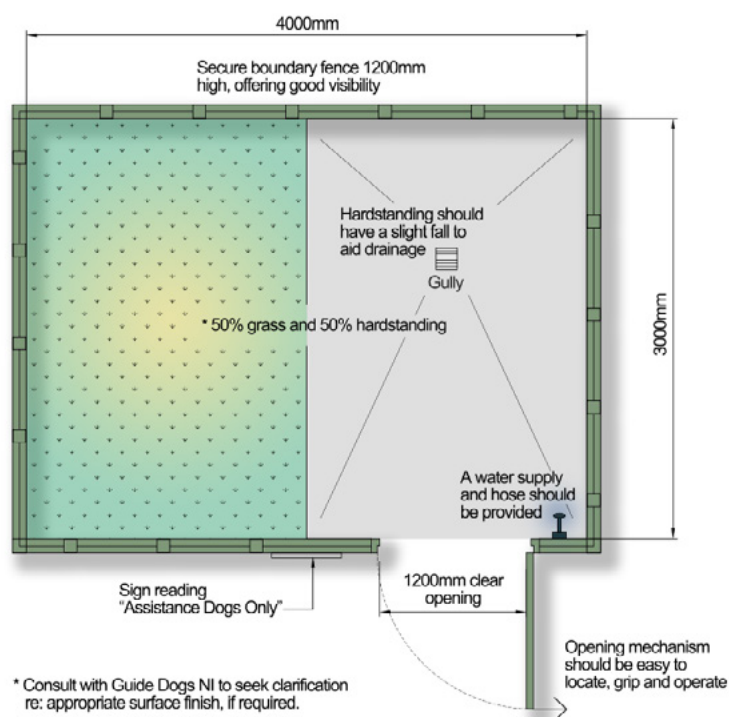 4000mm
Secure boundary fence 1200mm
high, offering good visibility
Hardstanding should
have a slight fall to
aid drainage
Gully
* 50% grass and 50% hardstanding
3000mm
A water supply
and hose should
be provided
Sign reading
"Assistance Dogs Only"
1200mm clear
opening
Opening mechanism
should be easy to
locate, grip and operate
* Consult with Guide Dogs NI to seek clarification
re: appropriate surface finish, if required.